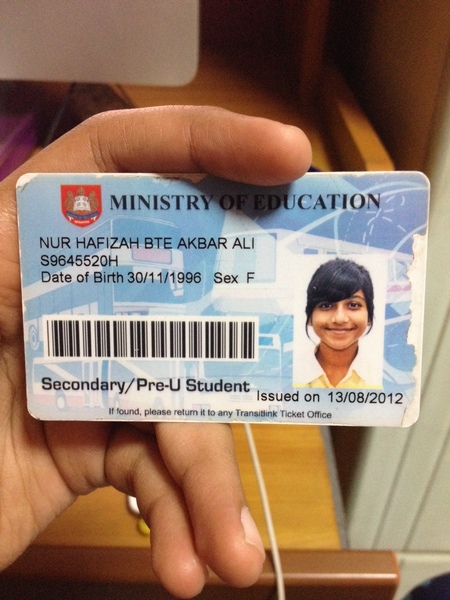 MINISTRY OF EDUCATION
NUR HAFIZAH BTE AKBAR ALI
S9645520H
Date of Birth 30/11/1996 Sex F
Secondary/Pre-U Student
Issued on 13/08/2012
If found, please return it to any Transitlink Ticket Office